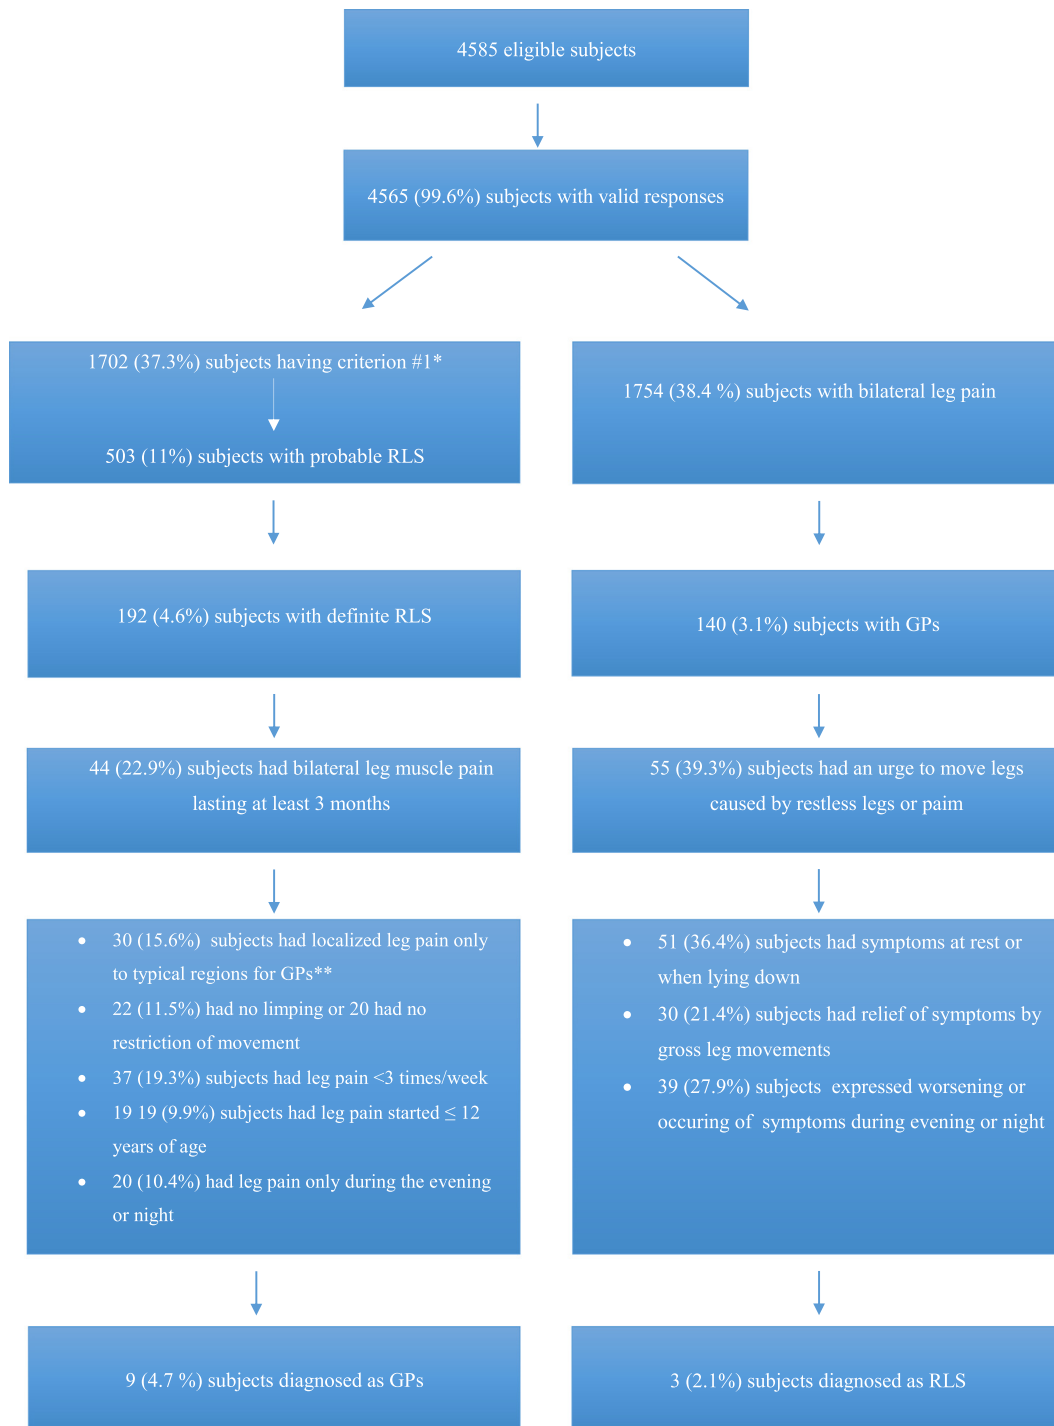 4585 eligible subjects
4565 (99.6%) subjects with valid responses
1702 (37.3%) subjects having criterion #1*
503 (11%) subjects with probable RLS
1754 (38.4 %) subjects with bilateral leg pain
192 (4.6%) subjects with definite RLS
140 (3.1%) subjects with GPs
44 (22.9%) subjects had bilateral leg muscle pain
lasting at least 3 months
55 (39.3%) subjects had an urge to move legs
caused by restless legs or paim
• 30 (15.6%) subjects had localized leg pain only
to typical regions for GPs**
• 22 (11.5%) had no limping or 20 had no
restriction of movement
• 37 (19.3%) subjects had leg pain <3 times/week
• 19 19 (9.9%) subjects had leg pain started ≤ 12
years of age
• 20 (10.4%) had leg pain only during the evening
or night
• 51 (36.4%) subjects had symptoms at rest or
when lying down
• 30 (21.4%) subjects had relief of symptoms by
gross leg movements
• 39 (27.9%) subjects expressed worsening or
occuring of symptoms during evening or night
9 (4.7 %) subjects diagnosed as GPs
3 (2.1%) subjects diagnosed as RLS